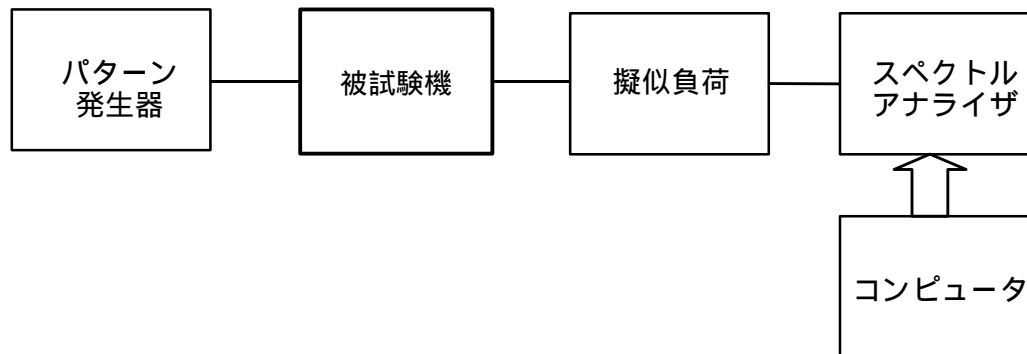 パターン
発生器
被試験機
擬似負荷
スペクトル
アナライザ
コンピュータ